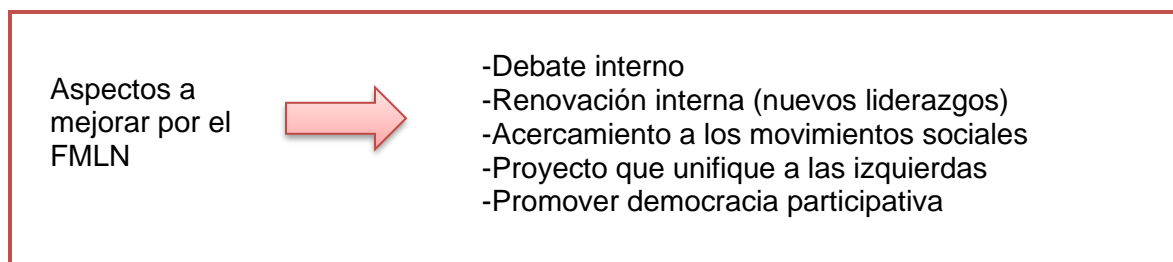 Aspectos a
mejorar por el
FMLN
-Debate interno
-Renovación interna (nuevos liderazgos)
-Acercamiento a los movimientos sociales
-Proyecto que unifique a las izquierdas
-Promover democracia participativa